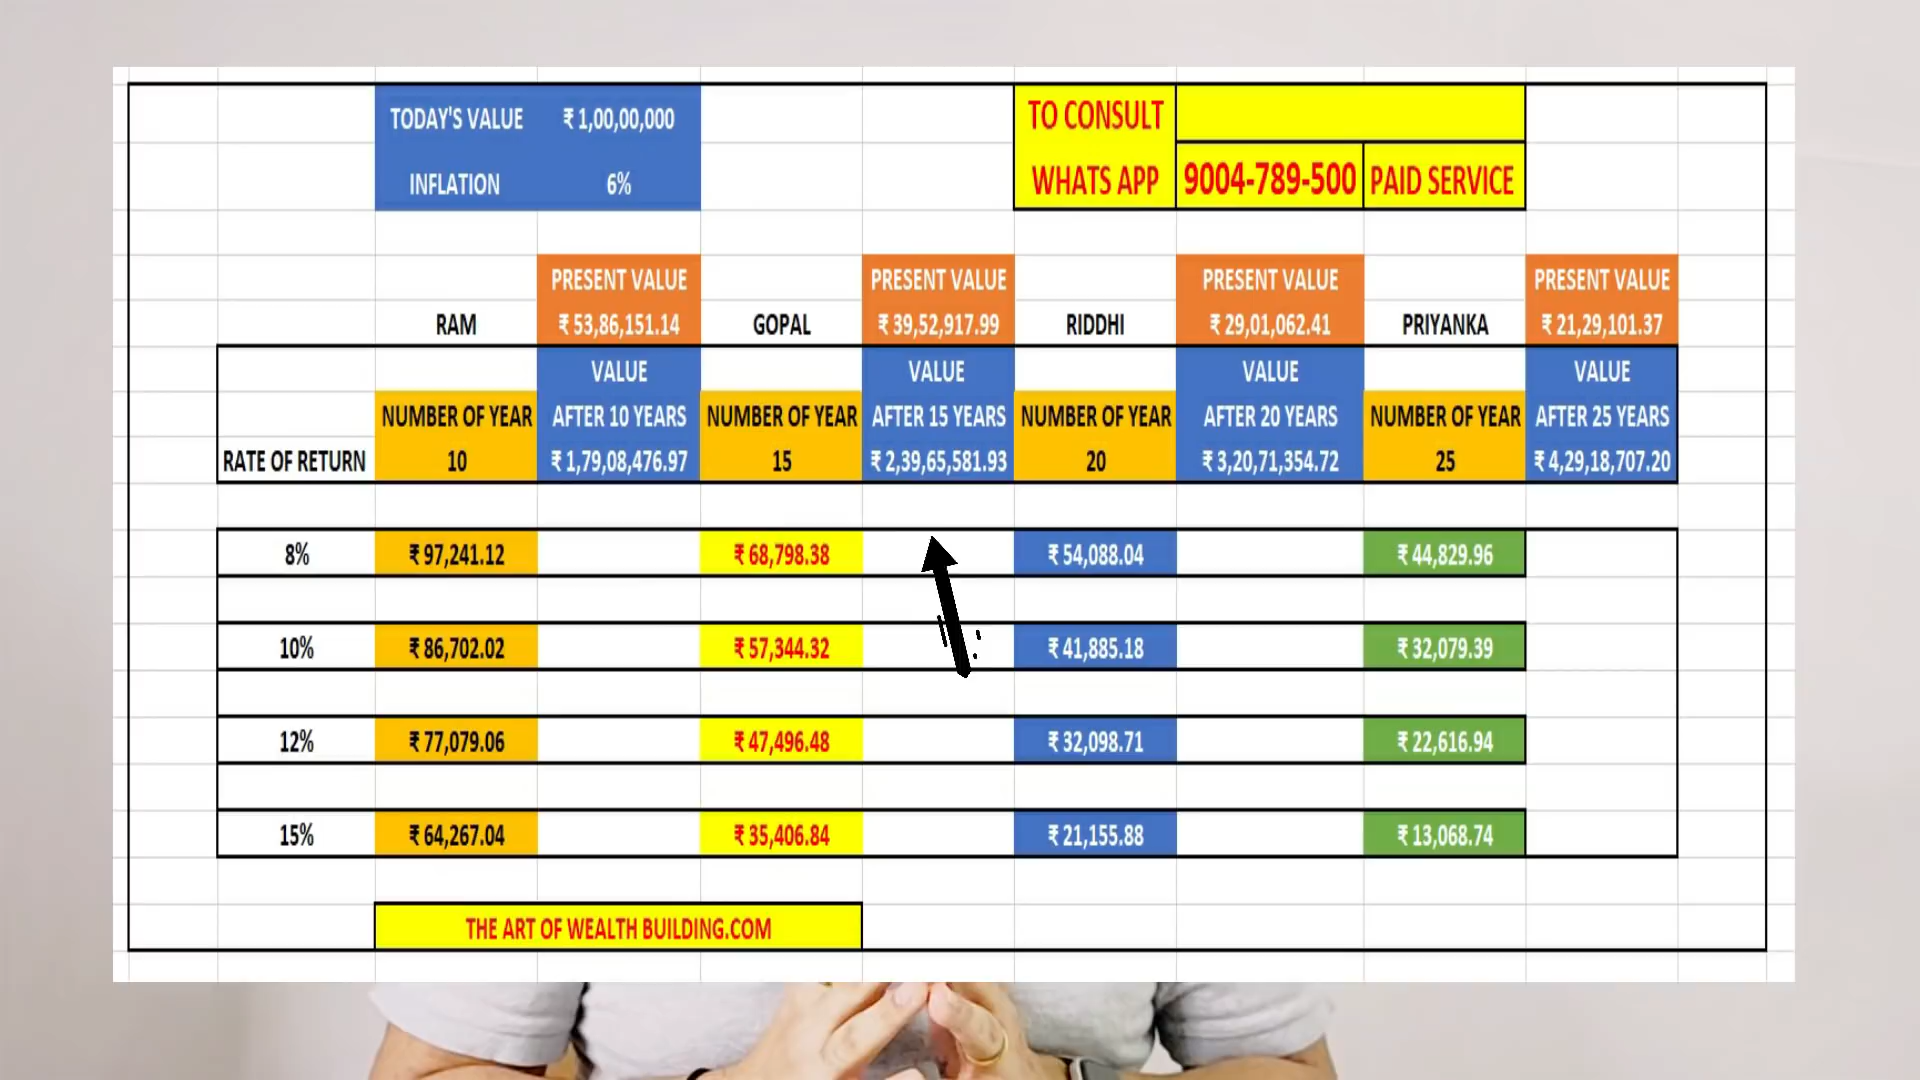 TODAY'S VALUE ₹ 1,00,00,000
INFLATION 6%
TO CONSULT
WHATS APP 9004-789-500 PAID SERVICE
PRESENT VALUE PRESENT VALUE PRESENT VALUE PRESENT VALUE
RAM ₹ 53,86,151.14 GOPAL ₹ 39,52,917.99 RIDDHI ₹ 29,01,062.41 PRIYANKA ₹ 21,29,101.37
VALUE VALUE VALUE VALUE
NUMBER OF YEAR AFTER 10 YEARS NUMBER OF YEAR AFTER 15 YEARS NUMBER OF YEAR AFTER 20 YEARS NUMBER OF YEAR AFTER 25 YEARS
RATE OF RETURN 10 ₹ 1,79,08,476.97 15 ₹ 2,39,65,581.93 20 ₹ 3,20,71,354.72 25 ₹ 4,29,18,707.20
8% ₹ 97,241.12 ₹ 68,798.38 ₹ 54,088.04 ₹ 44,829.96
10% ₹ 86,702.02 ₹ 57,344.32 ₹ 41,885.18 ₹ 32,079.39
12% ₹ 77,079.06 ₹ 47,496.48 ₹ 32,098.71 ₹ 22,616.94
15% ₹ 64,267.04 ₹ 35,406.84 ₹ 21,155.88 ₹ 13,068.74
THE ART OF WEALTH BUILDING.COM